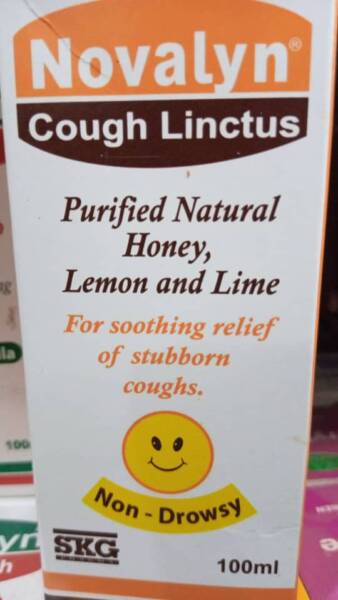 Novalyn®
Cough Linctus
Purified Natural
Honey,
Lemon and Lime
For soothing relief
of stubborn
coughs.
Non - Drowsy
SKG
100ml
100